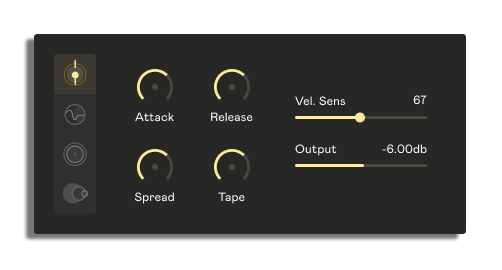 Attack
Release
Vel. Sens 67
Output -6.00db
Spread
Tape